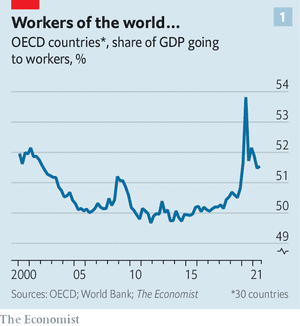 Workers of the world…
1
OECD countries*, share of GDP going
to workers, %
54
53
52
51
50
49
2000 05 10 15 21
Sources: OECD; World Bank; The Economist *30 countries
The Economist